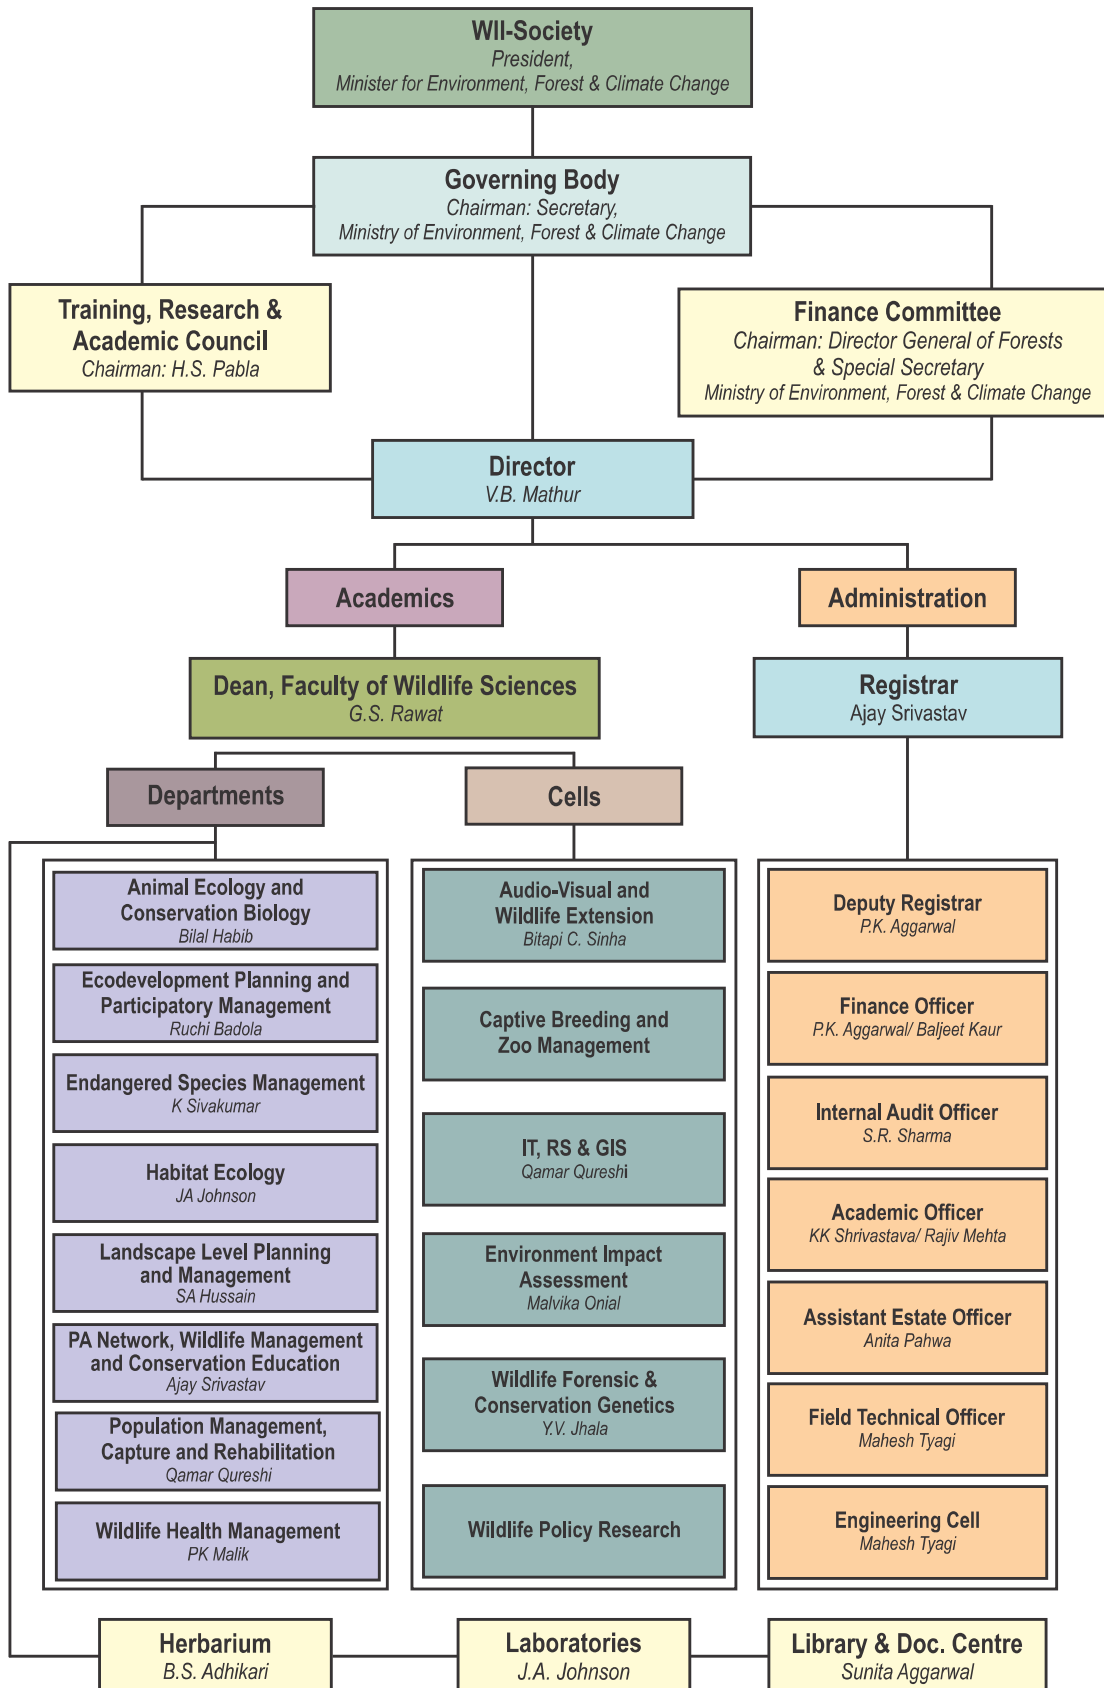 WII-Society
President,
Minister for Environment, Forest & Climate Change
Governing Body
Chairman: Secretary,
Ministry of Environment, Forest & Climate Change
Training, Research &
Academic Council
Chairman: H.S. Pabla
Finance Committee
Chairman: Director General of Forests
& Special Secretary
Ministry of Environment, Forest & Climate Change
Director
V.B. Mathur
Academics
Administration
Dean, Faculty of Wildlife Sciences
G.S. Rawat
Registrar
Ajay Srivastav
Departments
Cells
Animal Ecology and
Conservation Biology
Bilal Habib
Ecodevelopment Planning and
Participatory Management
Ruchi Badola
Endangered Species Management
K Sivakumar
Habitat Ecology
JA Johnson
Landscape Level Planning
and Management
SA Hussain
PA Network, Wildlife Management
and Conservation Education
Ajay Srivastav
Population Management,
Capture and Rehabilitation
Qamar Qureshi
Wildlife Health Management
PK Malik
Audio-Visual and
Wildlife Extension
Bitapi C. Sinha
Captive Breeding and
Zoo Management
IT, RS & GIS
Qamar Qureshi
Environment Impact
Assessment
Malvika Onial
Wildlife Forensic &
Conservation Genetics
Y.V. Jhala
Wildlife Policy Research
Deputy Registrar
P.K. Aggarwal
Finance Officer
P.K. Aggarwal/ Baljeet Kaur
Internal Audit Officer
S.R. Sharma
Academic Officer
KK Shrivastava/ Rajiv Mehta
Assistant Estate Officer
Anita Pahwa
Field Technical Officer
Mahesh Tyagi
Engineering Cell
Mahesh Tyagi
Herbarium
B.S. Adhikari
Laboratories
J.A. Johnson
Library & Doc. Centre
Sunita Aggarwal